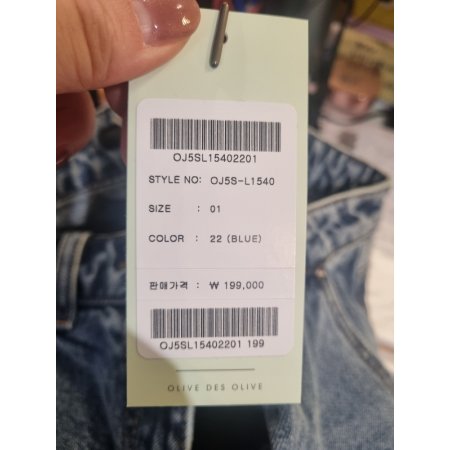 OJ5SL15402201
STYLE NO: OJ5S-L1540
SIZE : 01
COLOR : 22 (BLUE)
판매가격 : ₩ 199,000
OJ5SL15402201 199
OLIVE DES OLIVE